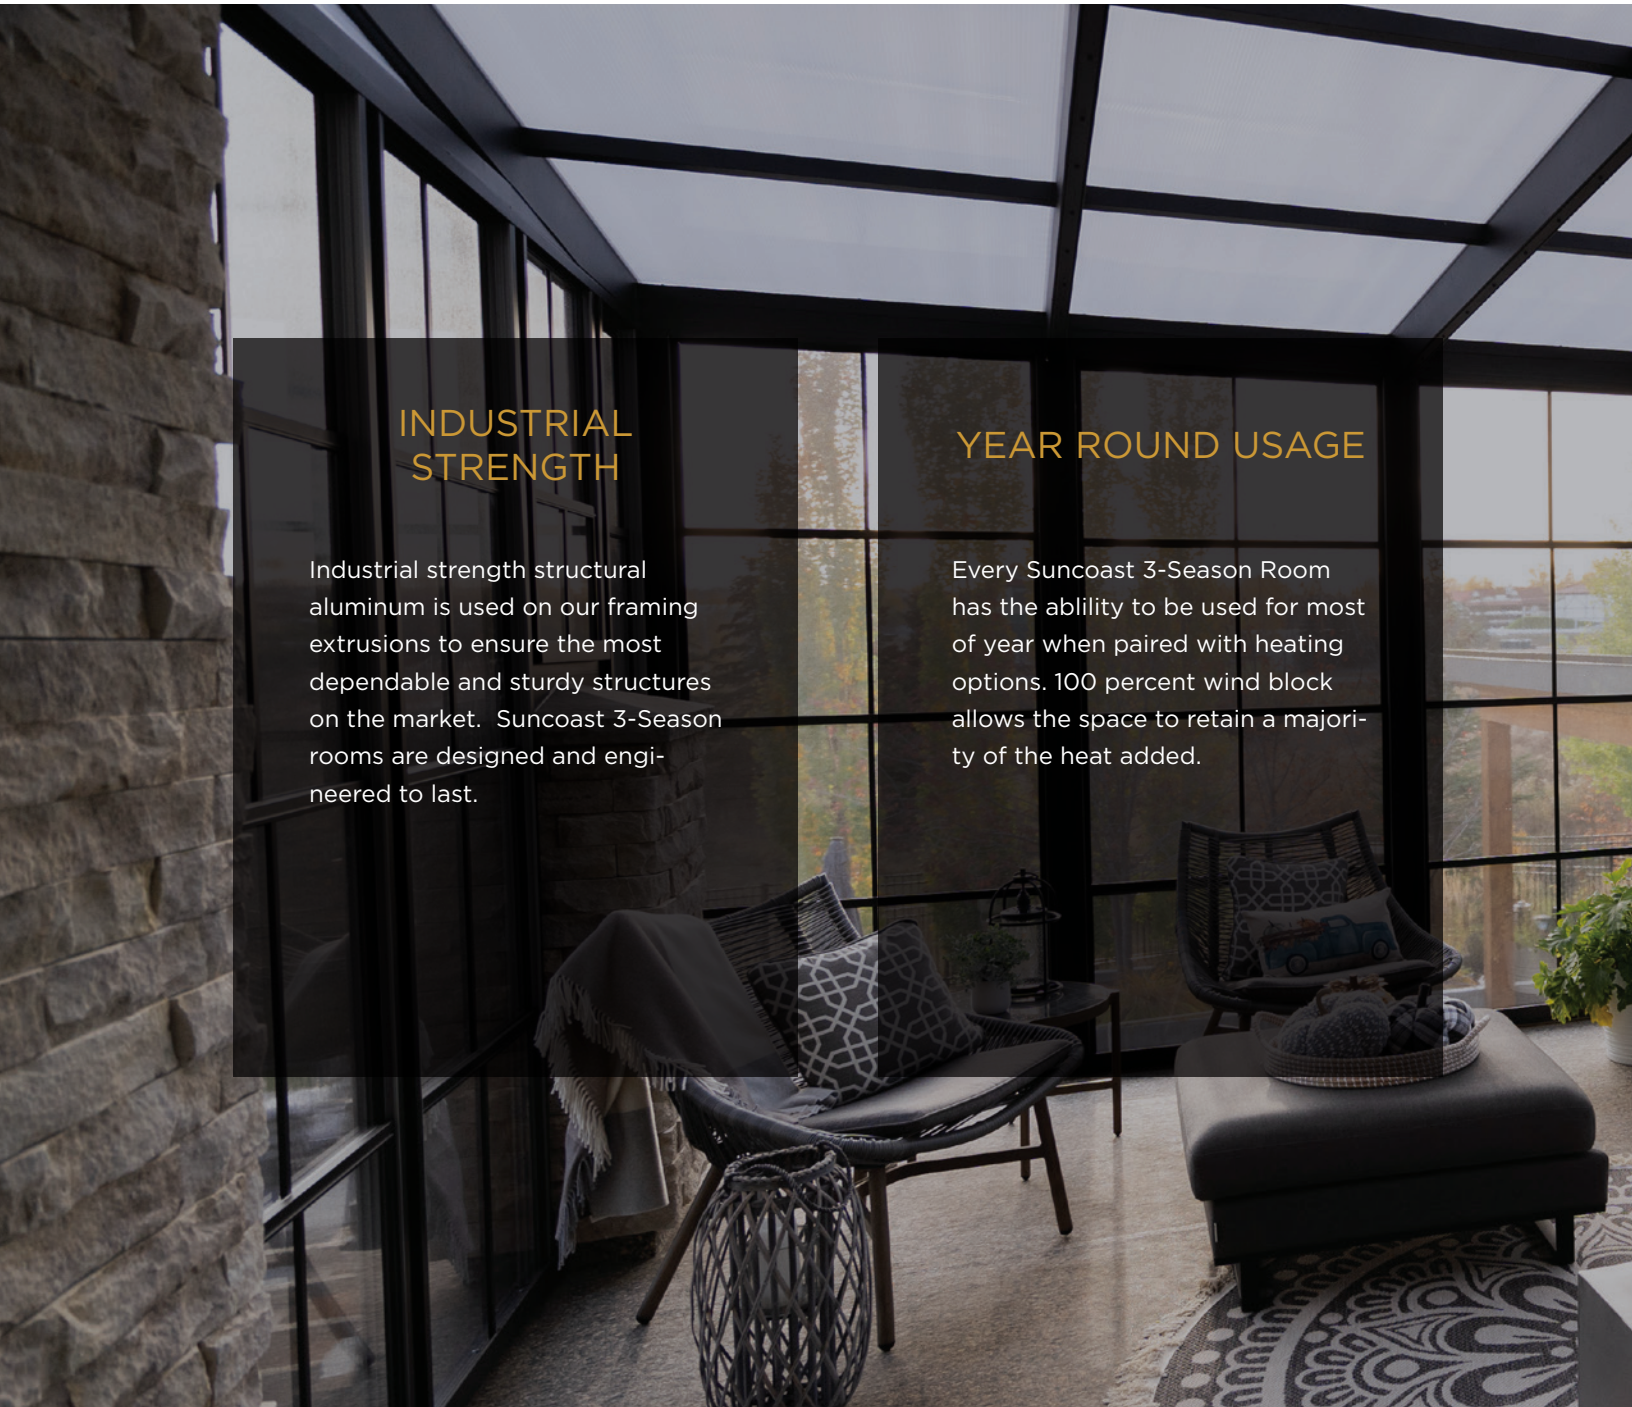 INDUSTRIAL
STRENGTH
Industrial strength structural
aluminum is used on our framing
extrusions to ensure the most
dependable and sturdy structures
on the market.  Suncoast 3-Season
rooms are designed and engi-
neered to last.
YEAR ROUND USAGE
Every Suncoast 3-Season Room
has the ablility to be used for most
of year when paired with heating
options. 100 percent wind block
allows the space to retain a majori-
ty of the heat added.